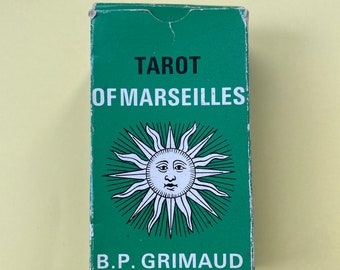 TAROT
OF MARSEILLES
B.P. GRIMAUD